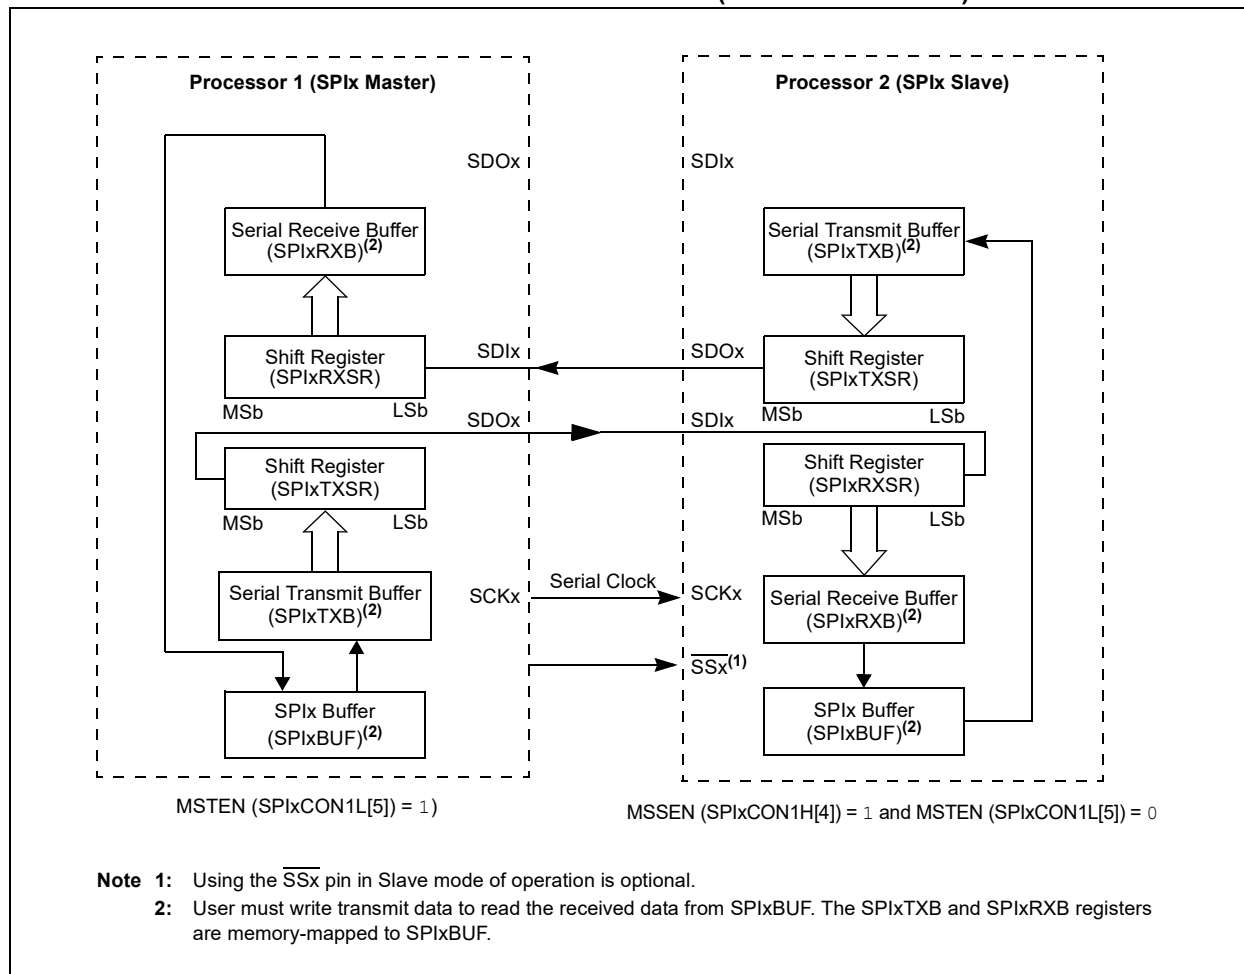 Processor 1 (SPIx Master)
Processor 2 (SPIx Slave)
SDOx
SDIx
Serial Receive Buffer
(SPIxRXB)(2)
Serial Transmit Buffer
(SPIxTXB)(2)
Shift Register
(SPIxRXSR)
SDIx
SDOx
Shift Register
(SPIxTXSR)
MSb
LSb
MSb
LSb
SDOx
SDIx
Shift Register
(SPIxTXSR)
Shift Register
(SPIxRXSR)
MSb
LSb
MSb
LSb
Serial Transmit Buffer
(SPIxTXB)(2)
SCKx
Serial Clock
SCKx
Serial Receive Buffer
(SPIxRXB)(2)
SSx(1)
SPIx Buffer
(SPIxBUF)(2)
SPIx Buffer
(SPIxBUF)(2)
MSTEN (SPIxCON1L[5]) = 1)
MSSEN (SPIxCON1H[4]) = 1 and MSTEN (SPIxCON1L[5]) = 0
Note 1: Using the SSx pin in Slave mode of operation is optional.
2: User must write transmit data to read the received data from SPIxBUF. The SPIxTXB and SPIxRXB registers
are memory-mapped to SPIxBUF.